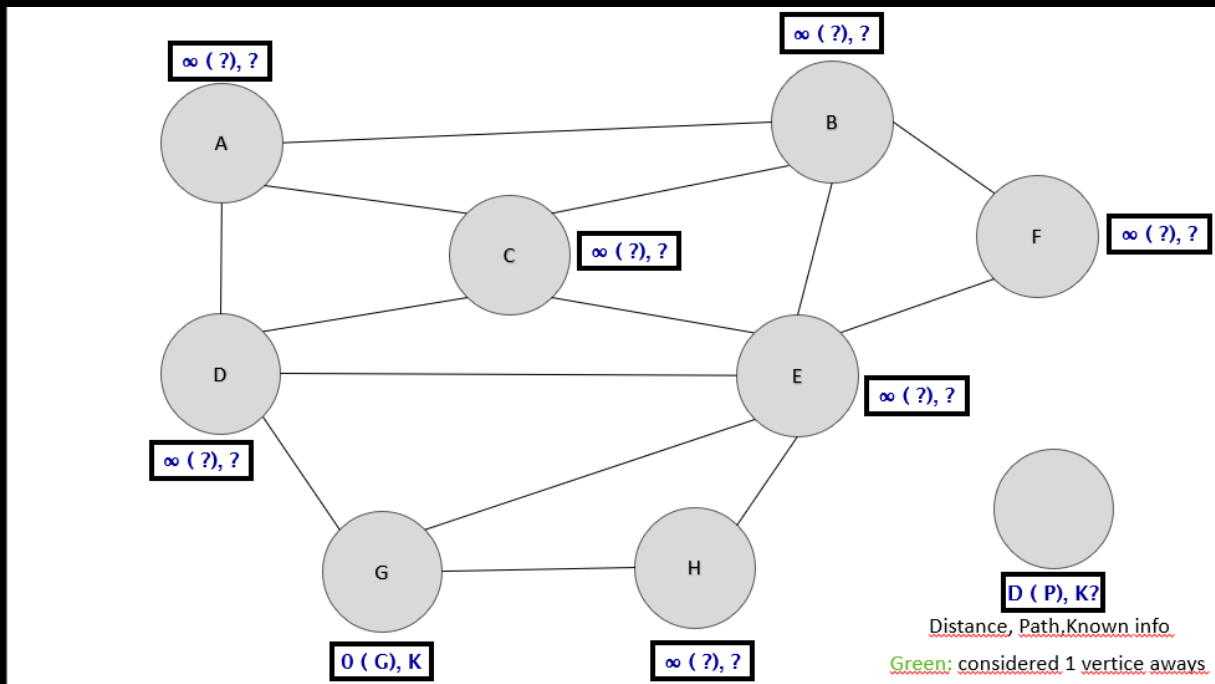 ∞ ( ?), ?
∞ ( ?), ?
A
B
C
∞ ( ?), ?
F
∞ ( ?), ?
D
E
∞ ( ?), ?
∞ ( ?), ?
G
H
D ( P), K?
0 ( G), K
∞ ( ?), ?
Distance, Path,Known info
Green: considered 1 vertice aways